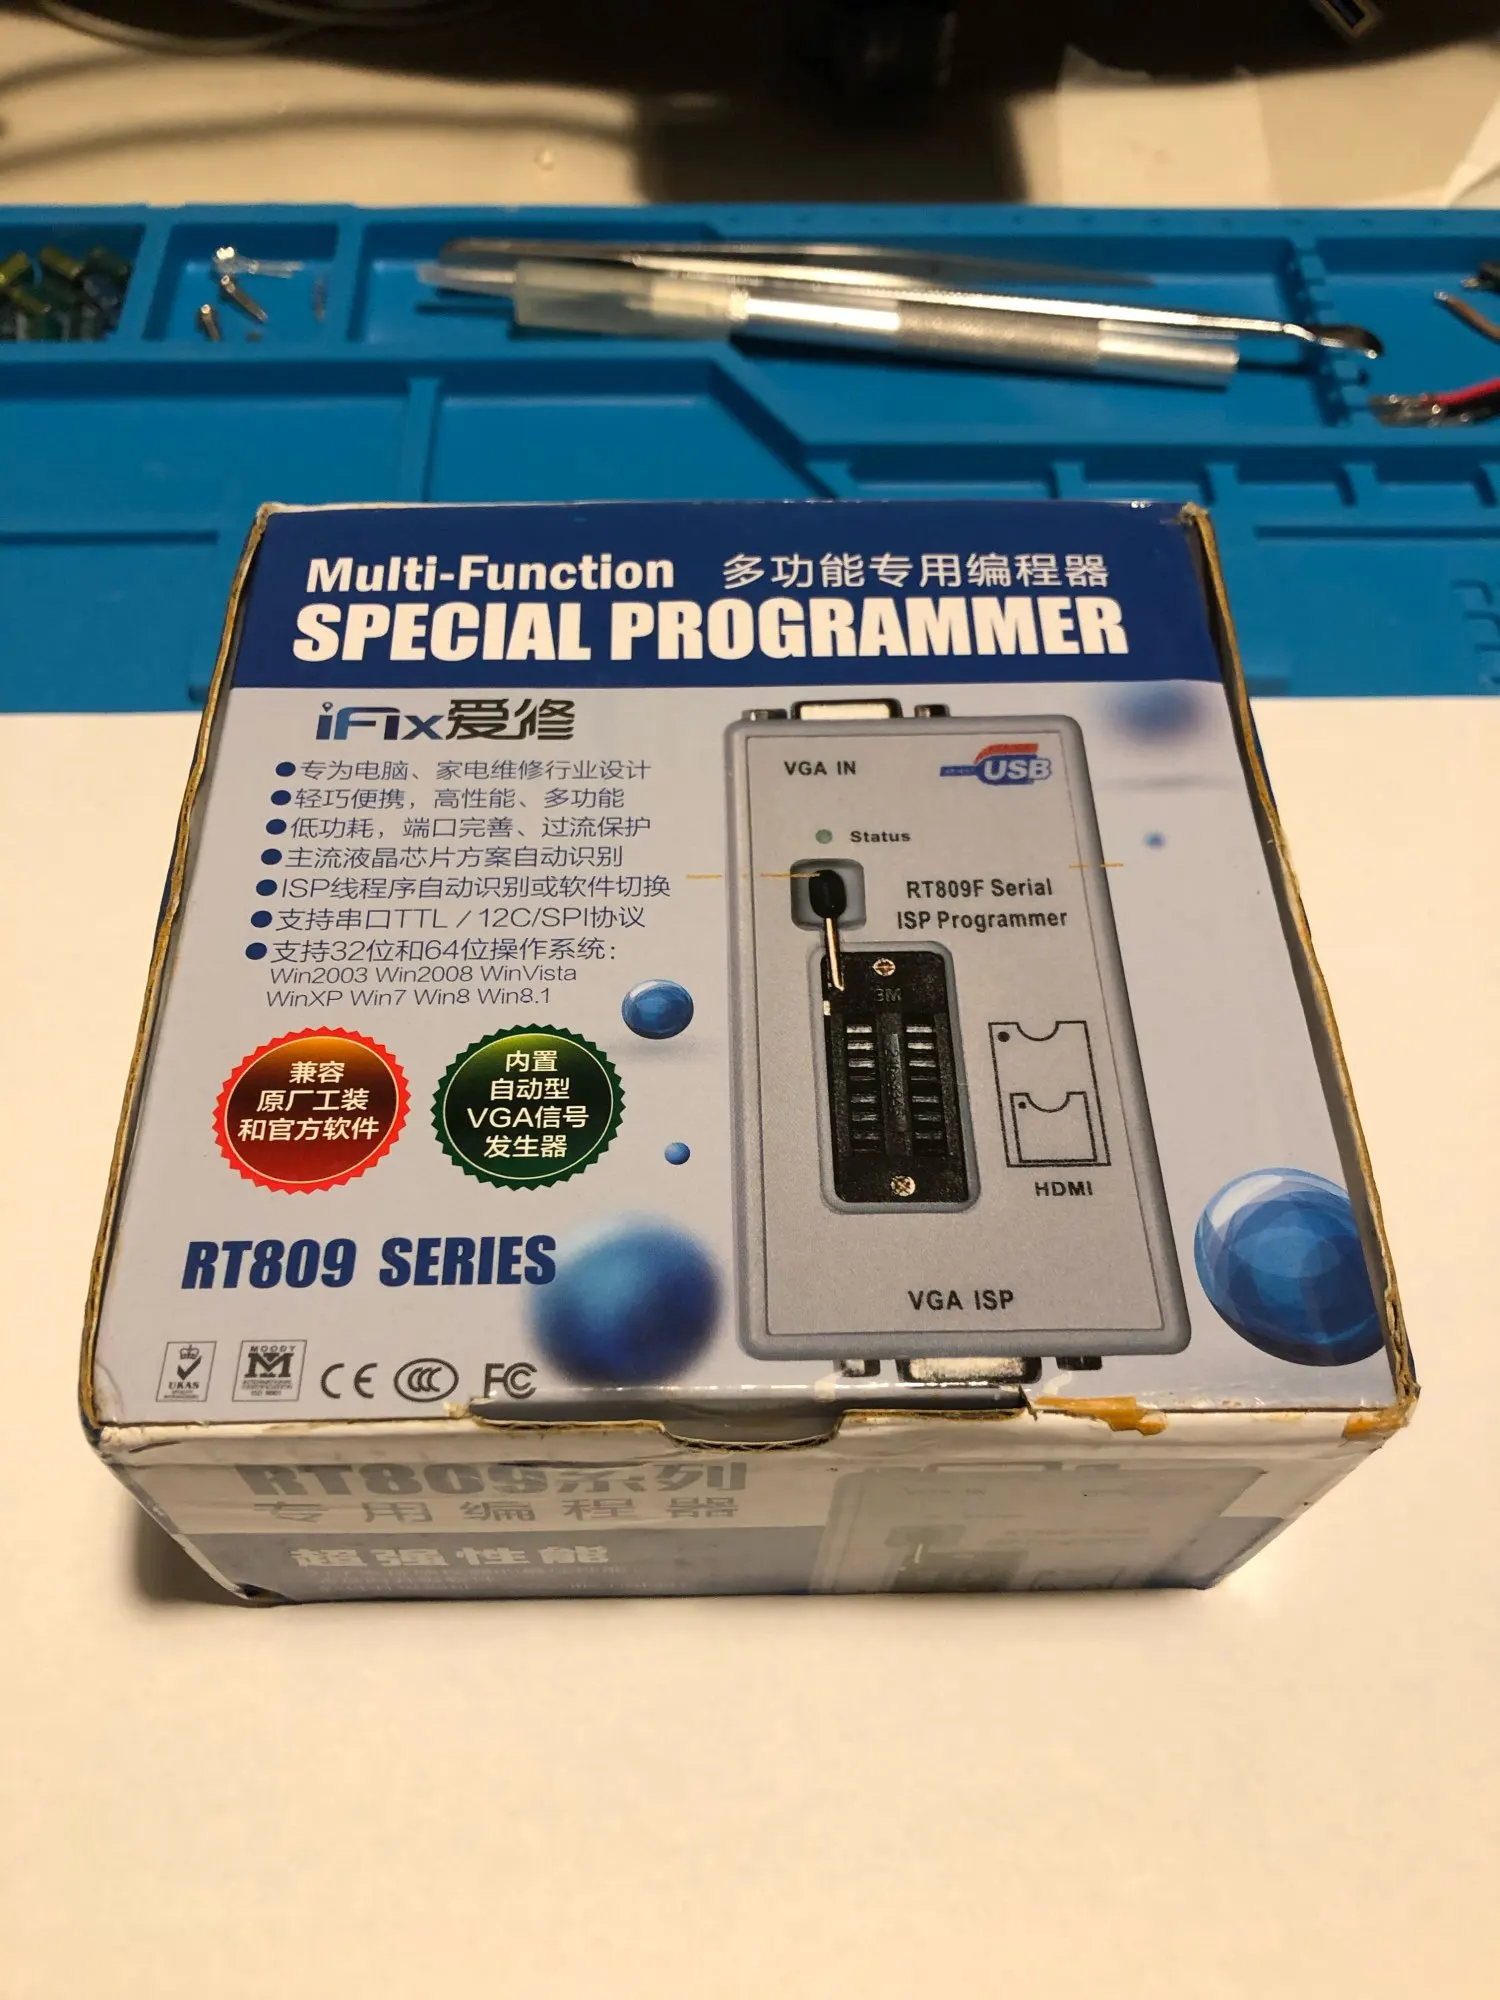 Multi-Function 多功能专用编程器
SPECIAL PROGRAMMER
iFix爱修
●专为电脑、家电维修行业设计
●轻巧便携，高性能、多功能
●低功耗，端口完善、过流保护
●主流液晶芯片方案自动识别
●ISP线程序自动识别或软件切换
●支持串口TTL / 12C/SPI协议
●支持32位和64位操作系统：
Win2003 Win2008 WinVista
WinXP Win7 Win8 Win8.1
兼容
原厂工装
和官方软件
内置
自动型
VGA信号
发生器
RT809 SERIES
UKAS
MOODY
INTERNATIONAL
CERTIFICATION
ISO 9001
CE CCC FC
VGA IN
USB
Status
RT809F Serial
ISP Programmer
3M
HDMI
VGA ISP
RT809系列
专用编程器
超强性能